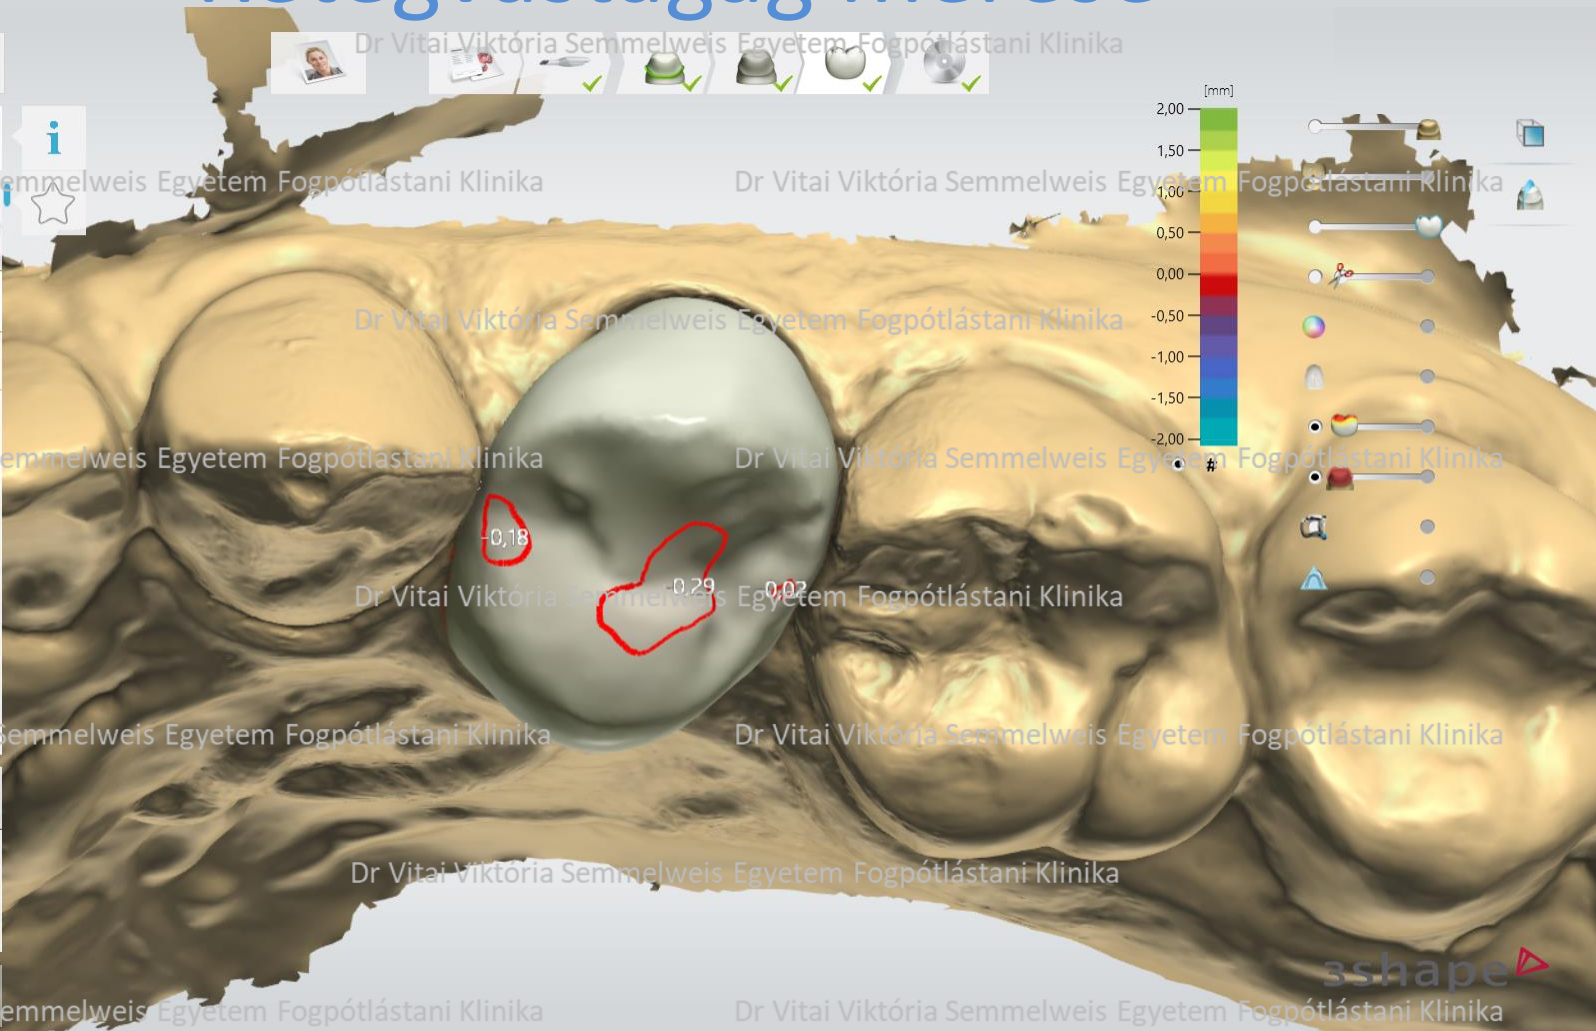 Rétegvastagság mérése
Dr Vitai Viktória Semmelweis Egyetem Fogpótlástani Klinika
[mm]
2,00
1,50
emmelweis Egyetem Fogpótlástani Klinika
Dr Vitai Viktória Semmelweis Egyetem Fogpótlástani Klinika
1,00
0,50
0,00
Dr Vitai Viktória Semmelweis Egyetem Fogpótlástani Klinika
-0,50
-1,00
-1,50
-2,00
emmelweis Egyetem Fogpótlástani Klinika
Dr Vitai Viktória Semmelweis Egyetem Fogpótlástani Klinika
#
-0,18
-0,29
0,02
Dr Vitai Viktória Semmelweis Egyetem Fogpótlástani Klinika
Semmelweis Egyetem Fogpótlástani Klinika
Dr Vitai Viktória Semmelweis Egyetem Fogpótlástani Klinika
Dr Vitai Viktória Semmelweis Egyetem Fogpótlástani Klinika
3shape
emmelweis Egyetem Fogpótlástani Klinika
Dr Vitai Viktória Semmelweis Egyetem Fogpótlástani Klinika